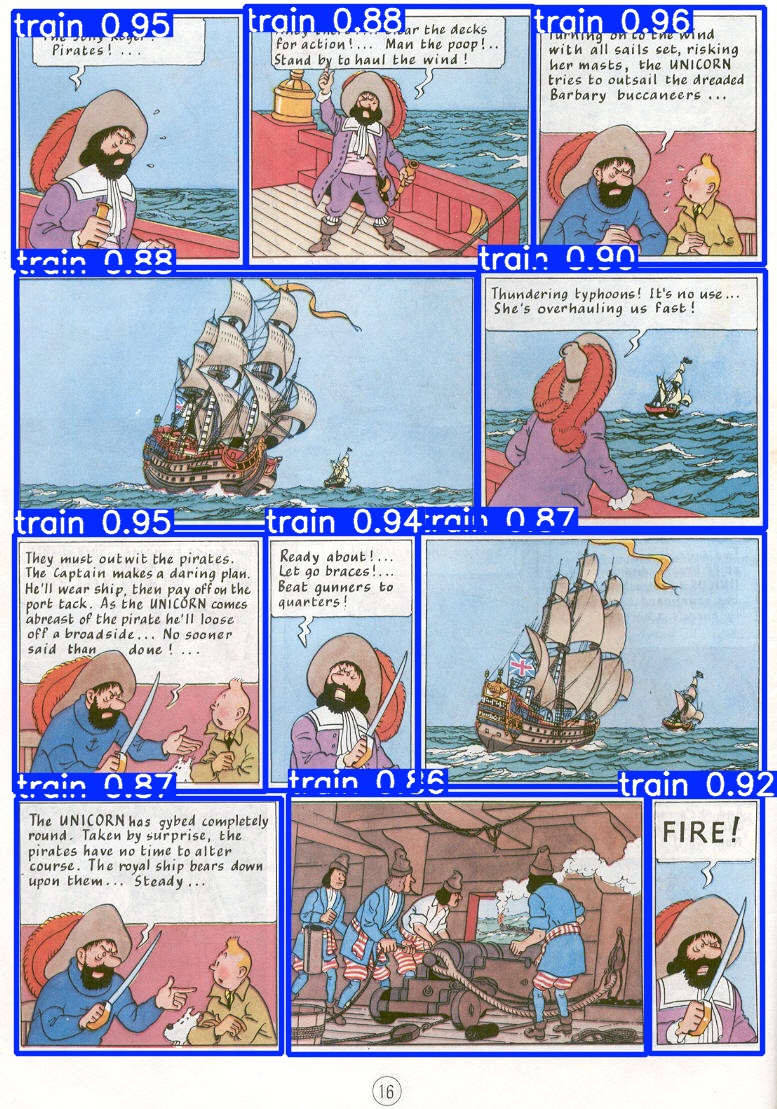 train 0.95
The Jolly Roger!
Pirates! ...
train 0.88
clear the decks
for action!... Man the poop!..
Stand by to haul the wind!
train 0.96
Turning on to the wind
with all sails set, risking
her masts, the UNICORN
tries to outsail the dreaded
Barbary buccaneers ...
train 0.88
train 0.90
Thundering typhoons! It's no use...
She's overhauling us fast!
train 0.95
They must outwit the pirates.
The Captain makes a daring plan.
He'll wear ship, then pay off on the
port tack. As the UNICORN comes
abreast of the pirate he'll loose
off a broadside... No sooner
said than done! ...
train 0.94
Ready about!...
Let go braces!...
Beat gunners to
quarters!
train 0.87
train 0.87
The UNICORN has gybed completely
round. Taken by surprise, the
pirates have no time to alter
course. The royal ship bears down
upon them... Steady...
train 0.86
train 0.92
FIRE!
16